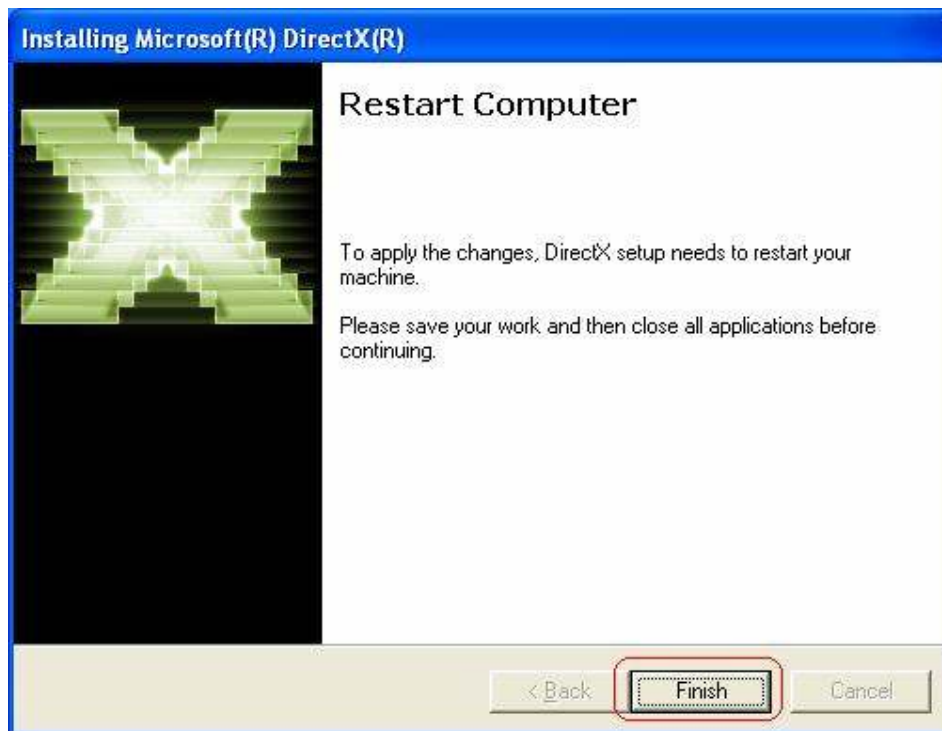 Installing Microsoft(R) DirectX(R)
Restart Computer
To apply the changes, DirectX setup needs to restart your
machine.
Please save your work and then close all applications before
continuing.
< Back Finish Cancel